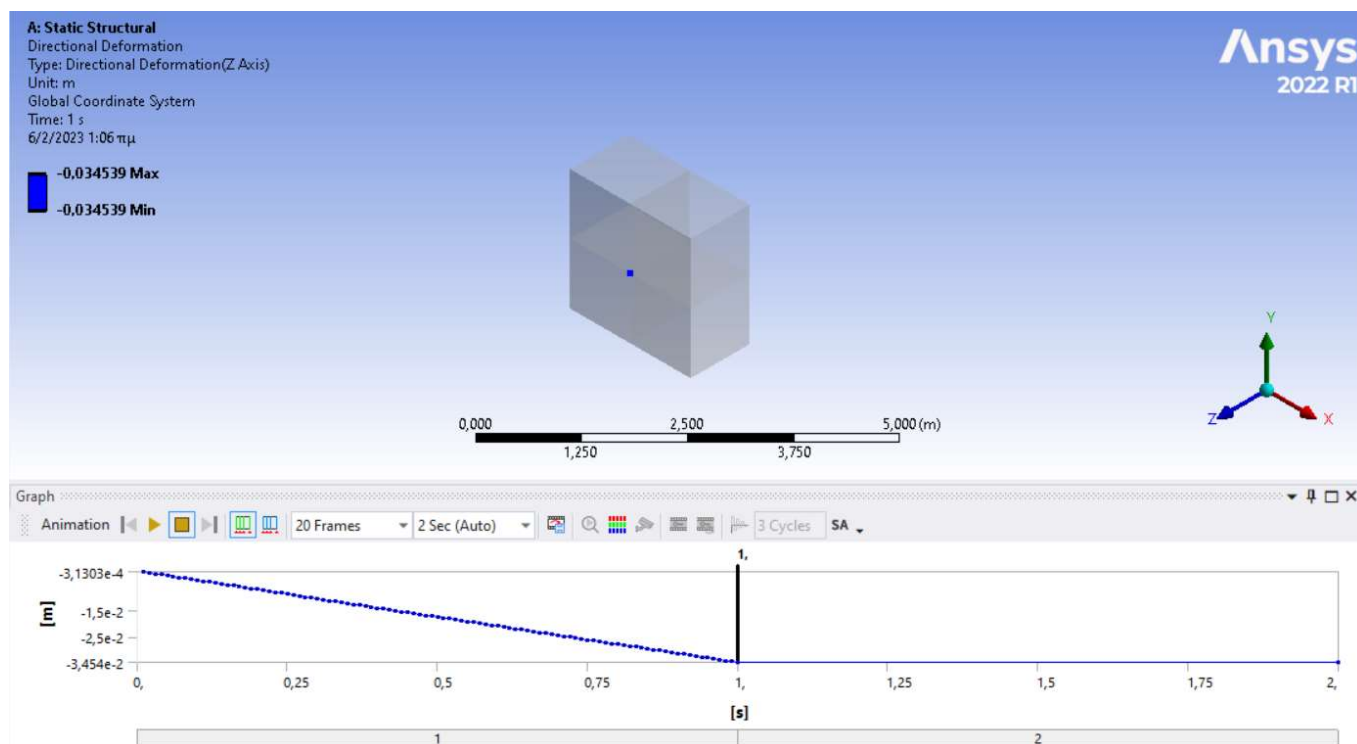 A: Static Structural
Directional Deformation
Type: Directional Deformation(Z Axis)
Unit: m
Global Coordinate System
Time: 1 s
6/2/2023 1:06 πμ
-0,034539 Max
-0,034539 Min
Ansys
2022 R1
Y
Z
X
0,000 2,500 5,000 (m)
1,250 3,750
Graph
Animation 20 Frames 2 Sec (Auto) 3 Cycles SA
1,
-3,1303e-4
-1,5e-2
-2,5e-2
-3,454e-2
[m]
0, 0,25 0,5 0,75 1, 1,25 1,5 1,75 2,
[s]
1 2